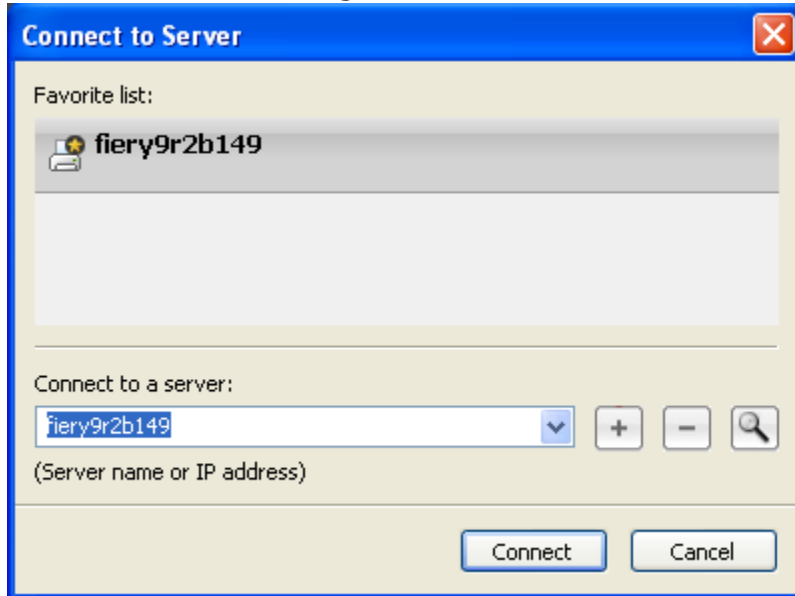 Connect to Server
Favorite list:
fiery9r2b149
Connect to a server:
fiery9r2b149
(Server name or IP address)
Connect Cancel